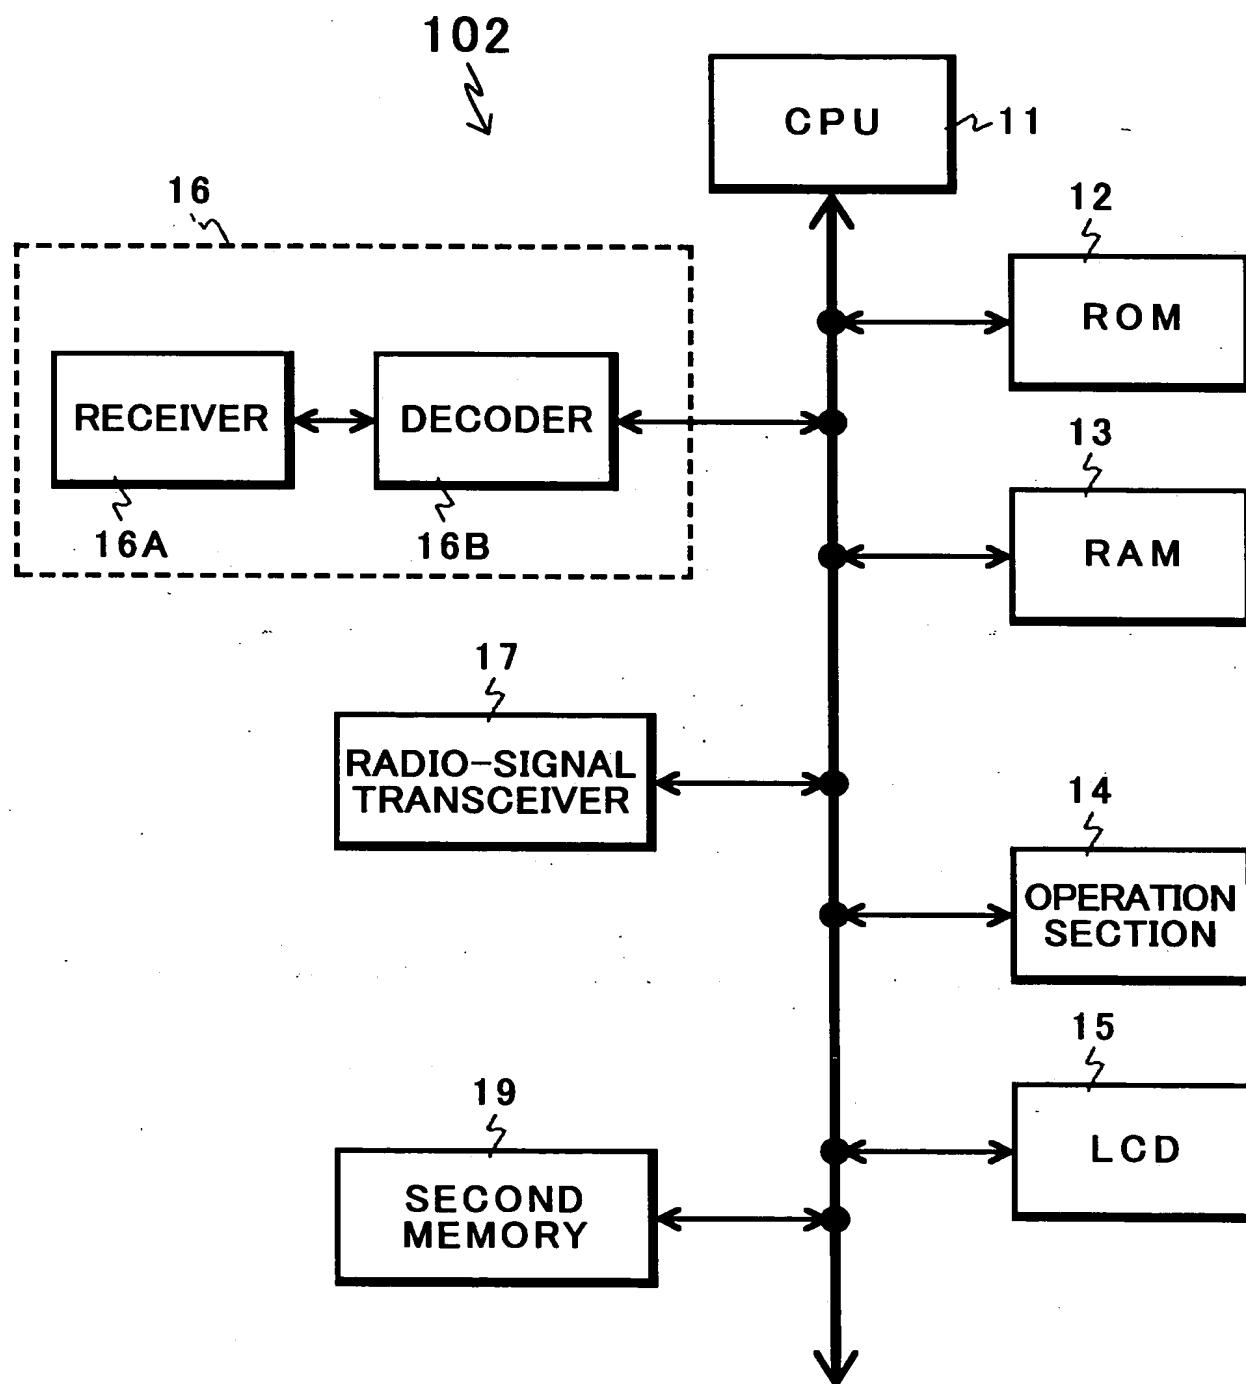 102
CPU
11
16
12
ROM
RECEIVER
DECODER
16A
16B
13
RAM
17
RADIO-SIGNAL
TRANSCEIVER
14
OPERATION
SECTION
15
LCD
19
SECOND
MEMORY